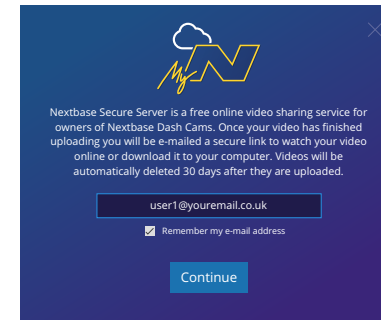 My N
Nextbase Secure Server is a free online video sharing service for
owners of Nextbase Dash Cams. Once your video has finished
uploading you will be e-mailed a secure link to watch your video
online or download it to your computer. Videos will be
automatically deleted 30 days after they are uploaded.
user1@youremail.co.uk
Remember my e-mail address
Continue